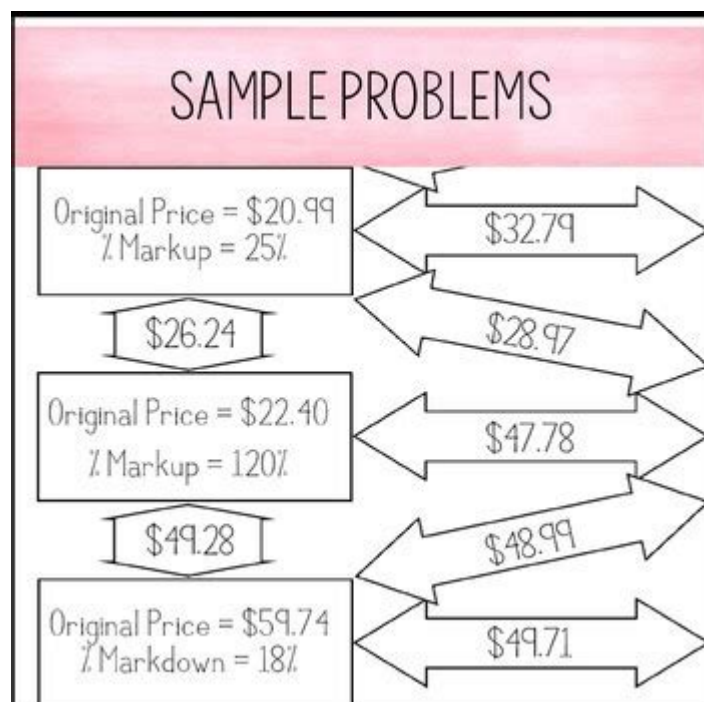 SAMPLE PROBLEMS
Original Price = $20.99
% Markup = 25%
$32.79
$26.24
$28.97
Original Price = $22.40
% Markup = 120%
$47.78
$49.28
$48.99
Original Price = $59.74
% Markdown = 18%
$49.71